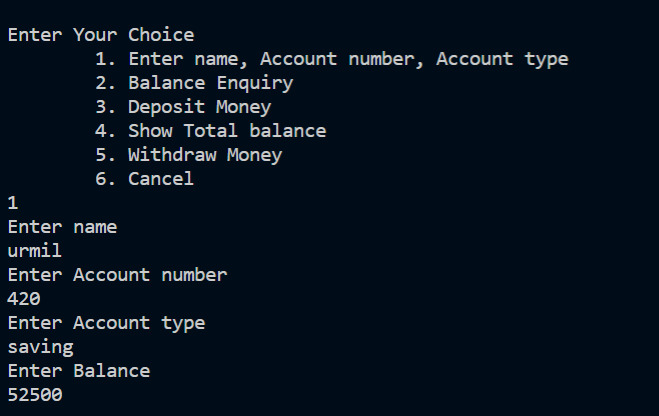 Enter Your Choice
1. Enter name, Account number, Account type
2. Balance Enquiry
3. Deposit Money
4. Show Total balance
5. Withdraw Money
6. Cancel
1
Enter name
urmil
Enter Account number
420
Enter Account type
saving
Enter Balance
52500